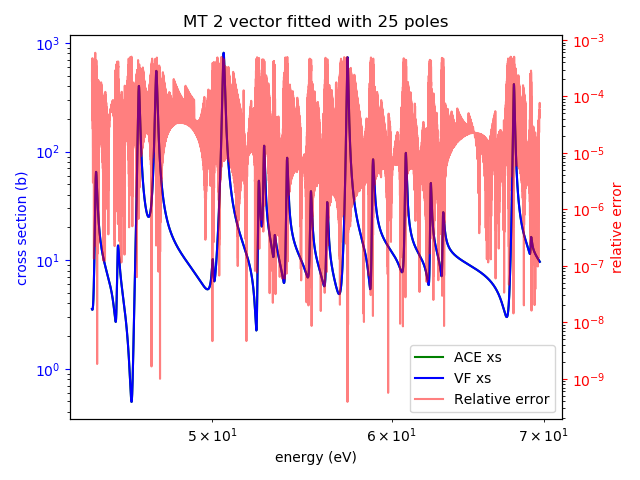 MT 2 vector fitted with 25 poles
cross section (b)
10³
10²
10¹
10⁰
10⁻³
10⁻⁴
10⁻⁵
10⁻⁶
10⁻⁷
10⁻⁸
10⁻⁹
relative error
ACE xs
VF xs
Relative error
5 × 10¹
6 × 10¹
7 × 10¹
energy (eV)